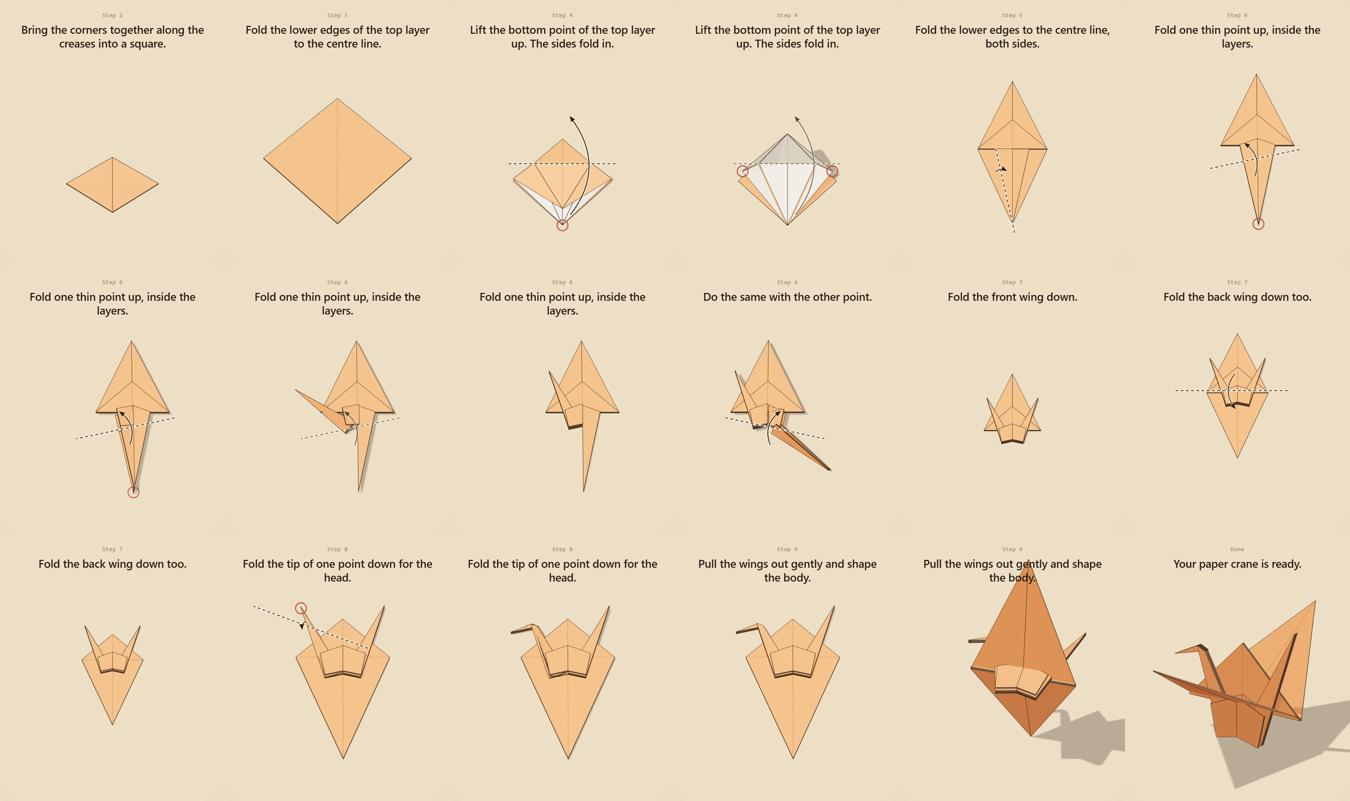 Step 2
Bring the corners together along the
creases into a square.
Step 3
Fold the lower edges of the top layer
to the centre line.
Step 4
Lift the bottom point of the top layer
up. The sides fold in.
Step 4
Lift the bottom point of the top layer
up. The sides fold in.
Step 5
Fold the lower edges to the centre line,
both sides.
Step 6
Fold one thin point up, inside the
layers.
Step 6
Fold one thin point up, inside the
layers.
Step 6
Fold one thin point up, inside the
layers.
Step 6
Fold one thin point up, inside the
layers.
Step 6
Do the same with the other point.
Step 7
Fold the front wing down.
Step 7
Fold the back wing down too.
Step 7
Fold the back wing down too.
Step 8
Fold the tip of one point down for the
head.
Step 8
Fold the tip of one point down for the
head.
Step 9
Pull the wings out gently and shape
the body.
Step 9
Pull the wings out gently and shape
the body.
Done
Your paper crane is ready.